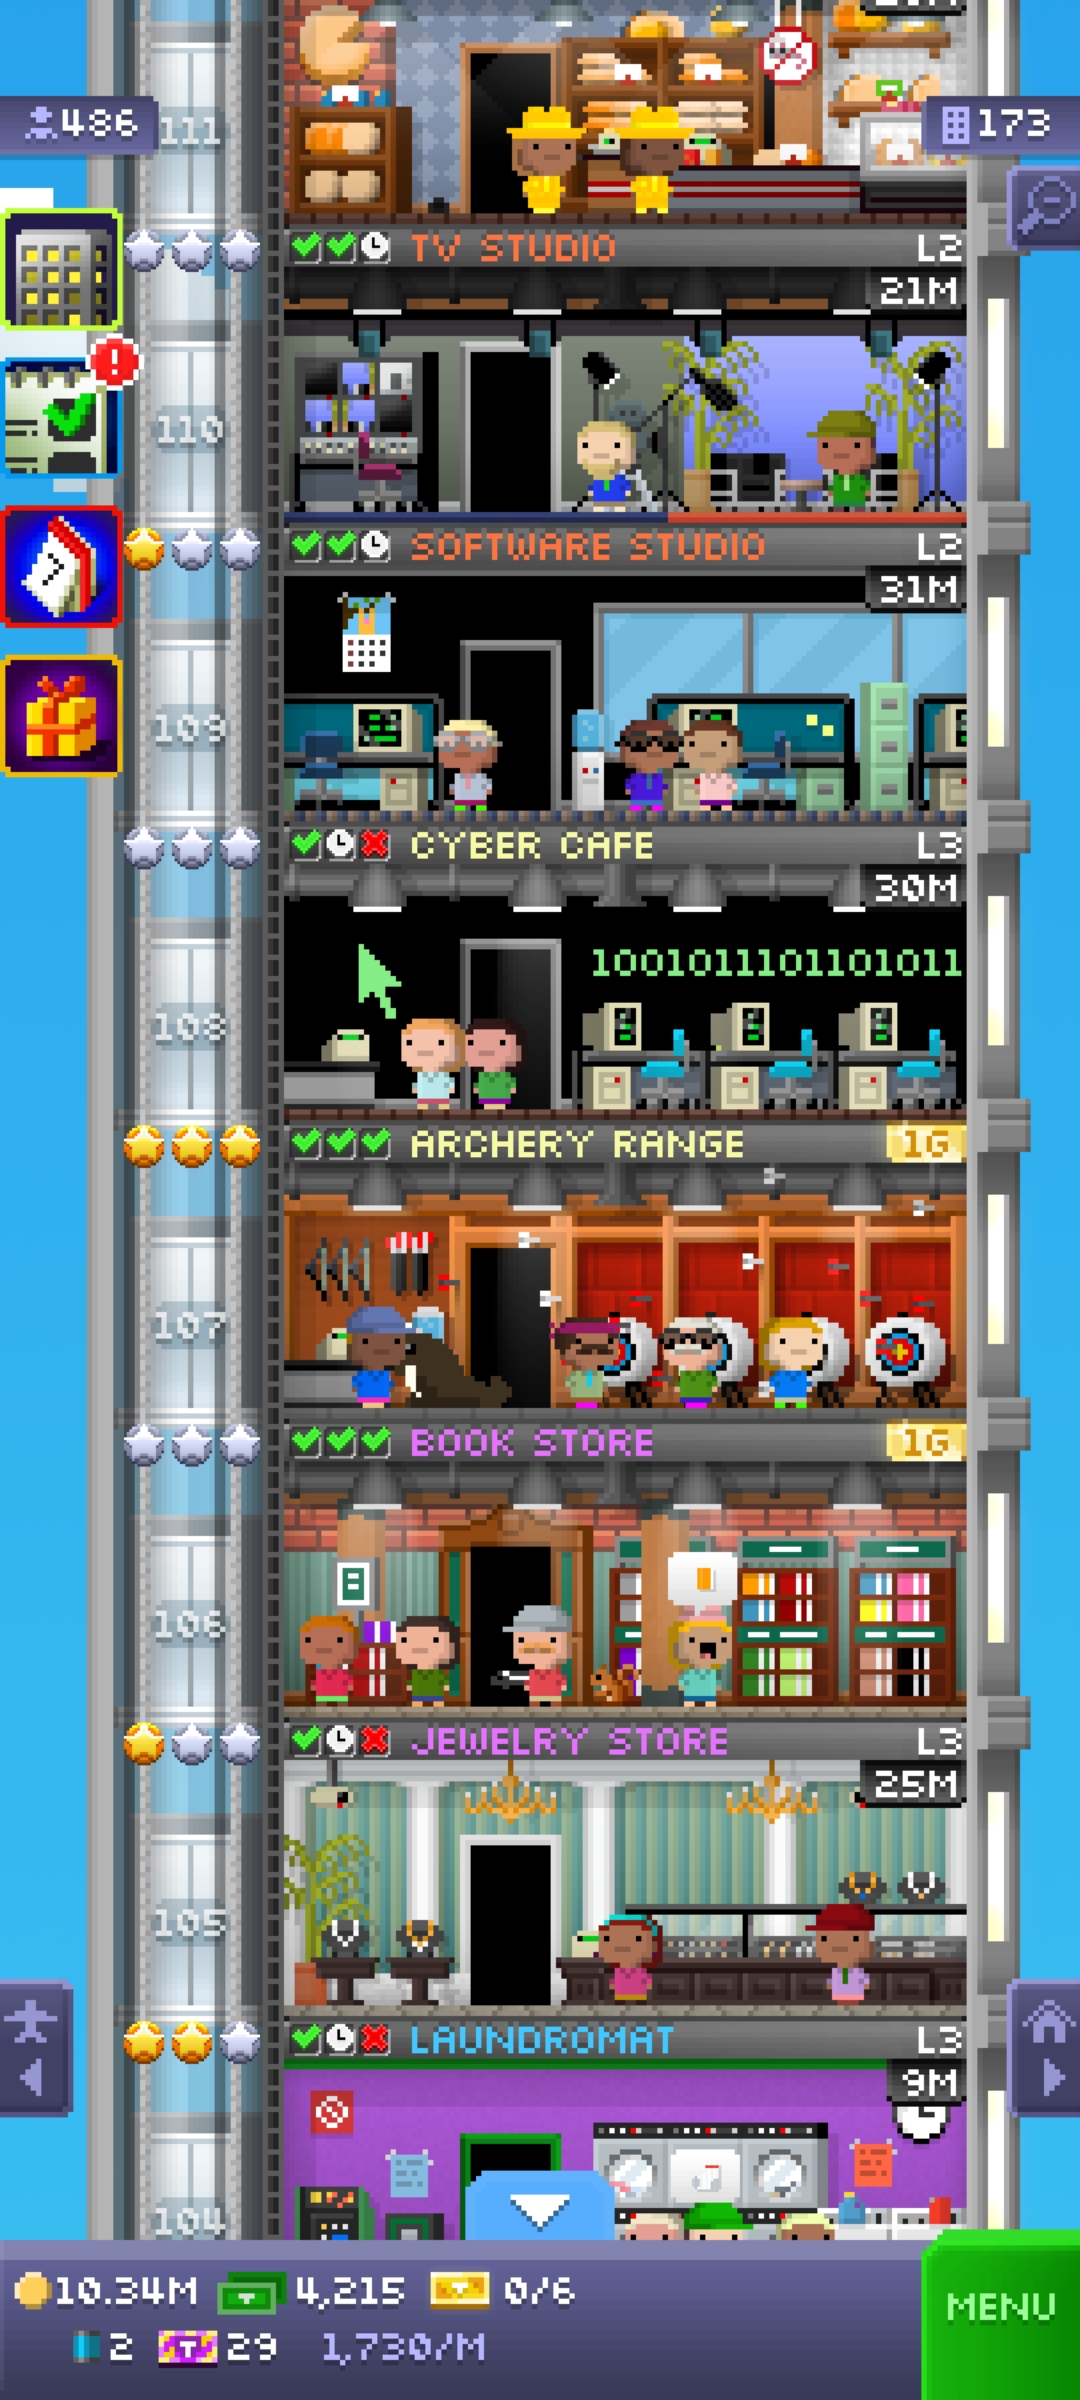 486
111
173
TV STUDIO
L2
21M
110
SOFTWARE STUDIO
L2
31M
109
CYBER CAFE
L3
30M
1001011101101011
108
ARCHERY RANGE
1G
107
BOOK STORE
1G
106
JEWELRY STORE
L3
25M
105
LAUNDROMAT
L3
9M
104
10.34M
4,215
0/6
MENU
2
29
1,730/M